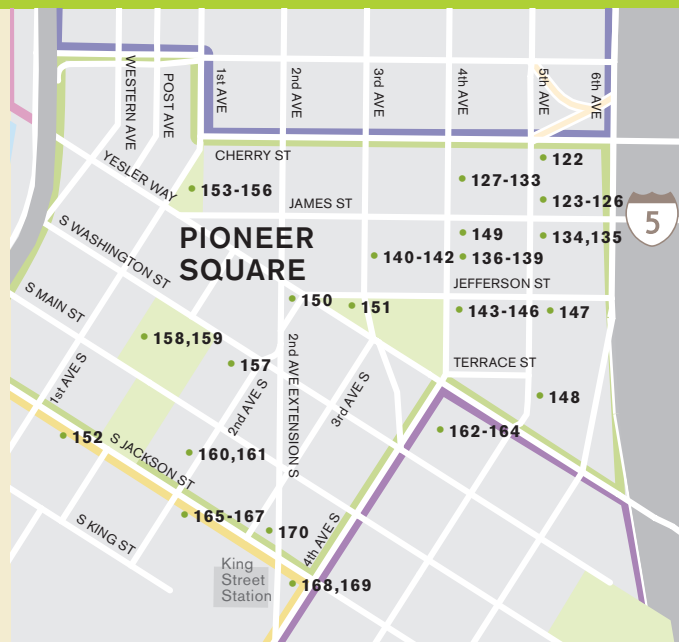 WESTERN AVE
POST AVE
1st AVE
2nd AVE
3rd AVE
4th AVE
5th AVE
6th AVE
CHERRY ST
122
YESLER WAY
127-133
153-156
123-126
JAMES ST
5
S WASHINGTON ST
PIONEER
SQUARE
149
134,135
140-142
136-139
JEFFERSON ST
S MAIN ST
150
151
143-146
147
158,159
2nd AVE EXTENSION S
157
TERRACE ST
1st AVE S
2nd AVE S
3rd AVE S
148
152
S JACKSON ST
160,161
162-164
165-167
S KING ST
170
4th AVE S
King
Street
Station
168,169